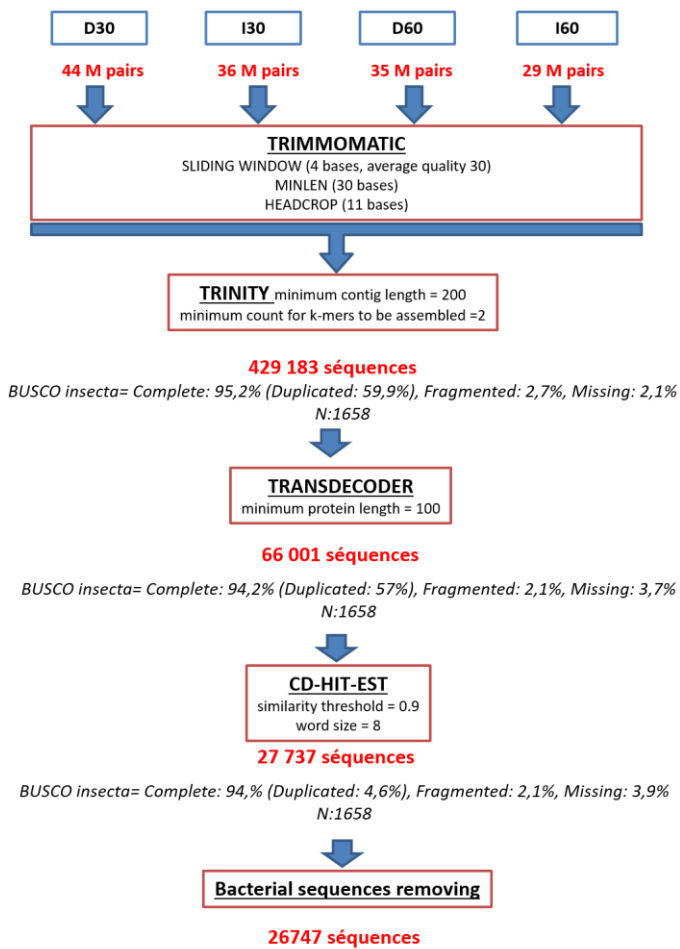 D30 I30 D60 I60
44 M pairs 36 M pairs 35 M pairs 29 M pairs
TRIMMOMATIC
SLIDING WINDOW (4 bases, average quality 30)
MINLEN (30 bases)
HEADCROP (11 bases)
TRINITY minimum contig length = 200
minimum count for k-mers to be assembled =2
429 183 séquences
BUSCO insecta= Complete: 95,2% (Duplicated: 59,9%), Fragmented: 2,7%, Missing: 2,1%
N:1658
TRANSDECODER
minimum protein length = 100
66 001 séquences
BUSCO insecta= Complete: 94,2% (Duplicated: 57%), Fragmented: 2,1%, Missing: 3,7%
N:1658
CD-HIT-EST
similarity threshold = 0.9
word size = 8
27 737 séquences
BUSCO insecta= Complete: 94,% (Duplicated: 4,6%), Fragmented: 2,1%, Missing: 3,9%
N:1658
Bacterial sequences removing
26747 séquences